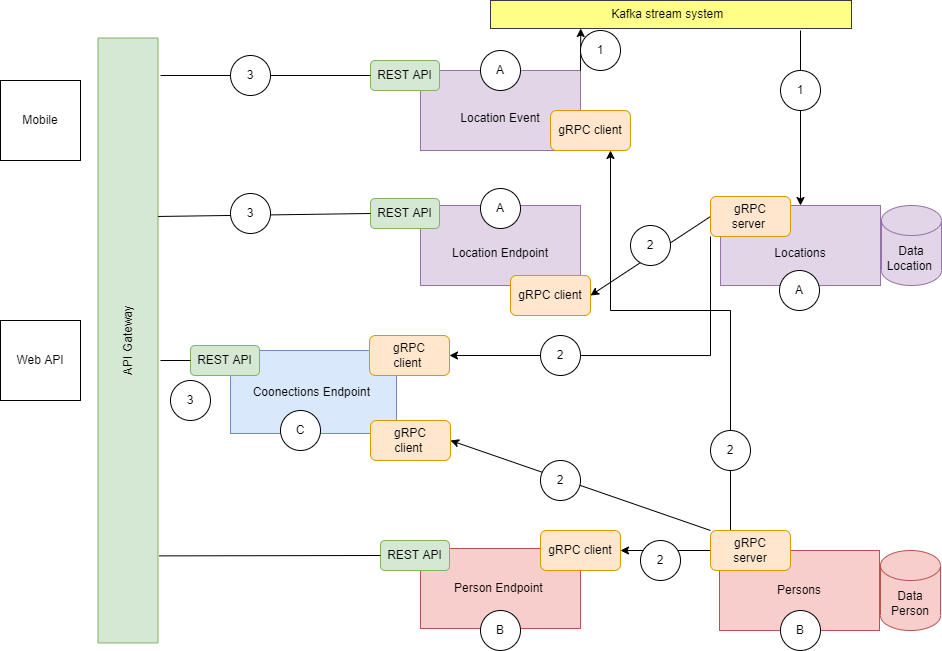 Kafka stream system
1
3
REST API
A
Location Event
gRPC client
1
Mobile
3
REST API
A
Location Endpoint
gRPC client
2
gRPC
server
Locations
A
Data
Location
API Gateway
Web API
REST API
3
Coonections Endpoint
C
gRPC
client
gRPC
client
2
2
2
REST API
Person Endpoint
B
gRPC client
2
gRPC
server
Persons
B
Data
Person